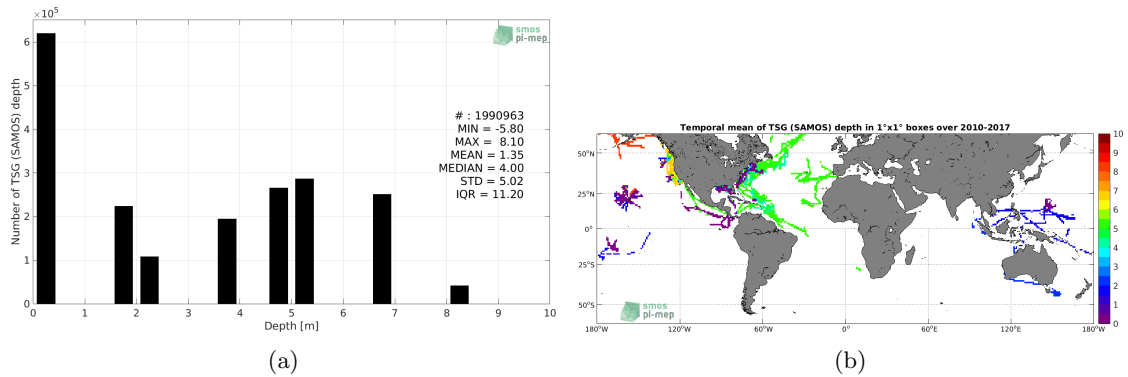 ×10⁵
6
5
4
3
2
1
0
Number of TSG (SAMOS) depth
smos
pi-mep
# : 1990963
MIN = -5.80
MAX = 8.10
MEAN = 1.35
MEDIAN = 4.00
STD = 5.02
IQR = 11.20
0 1 2 3 4 5 6 7 8 9 10
Depth [m]
(a)
Temporal mean of TSG (SAMOS) depth in 1°x1° boxes over 2010-2017
50°N
25°N
0°
25°S
50°S
smos
pi-mep
180°W 120°W 60°W 0° 60°E 120°E 180°E
10
9
8
7
6
5
4
3
2
1
0
(b)